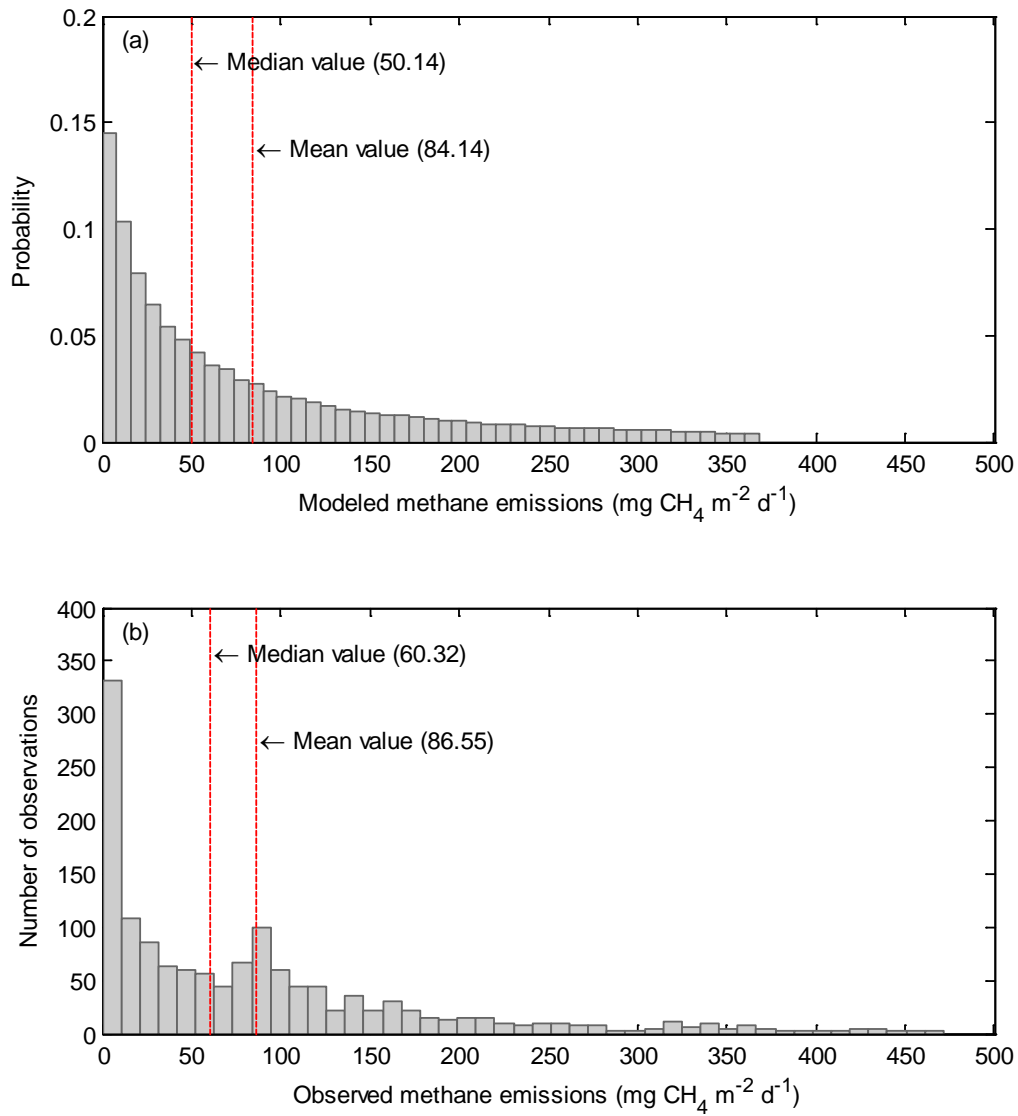 (a)
← Median value (50.14)
← Mean value (84.14)
Probability
0.2
0.15
0.1
0.05
0
0 50 100 150 200 250 300 350 400 450 500
Modeled methane emissions (mg CH4 m-2 d-1)
(b)
← Median value (60.32)
← Mean value (86.55)
Number of observations
400
350
300
250
200
150
100
50
0
0 50 100 150 200 250 300 350 400 450 500
Observed methane emissions (mg CH4 m-2 d-1)